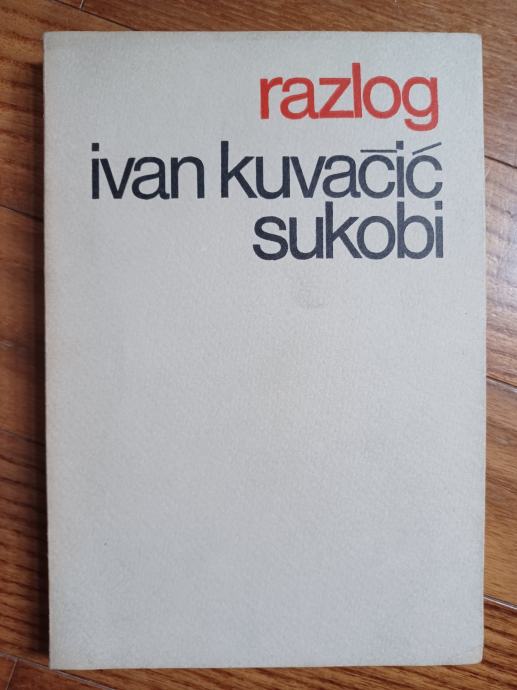 razlog
ivan kuvačić
sukobi